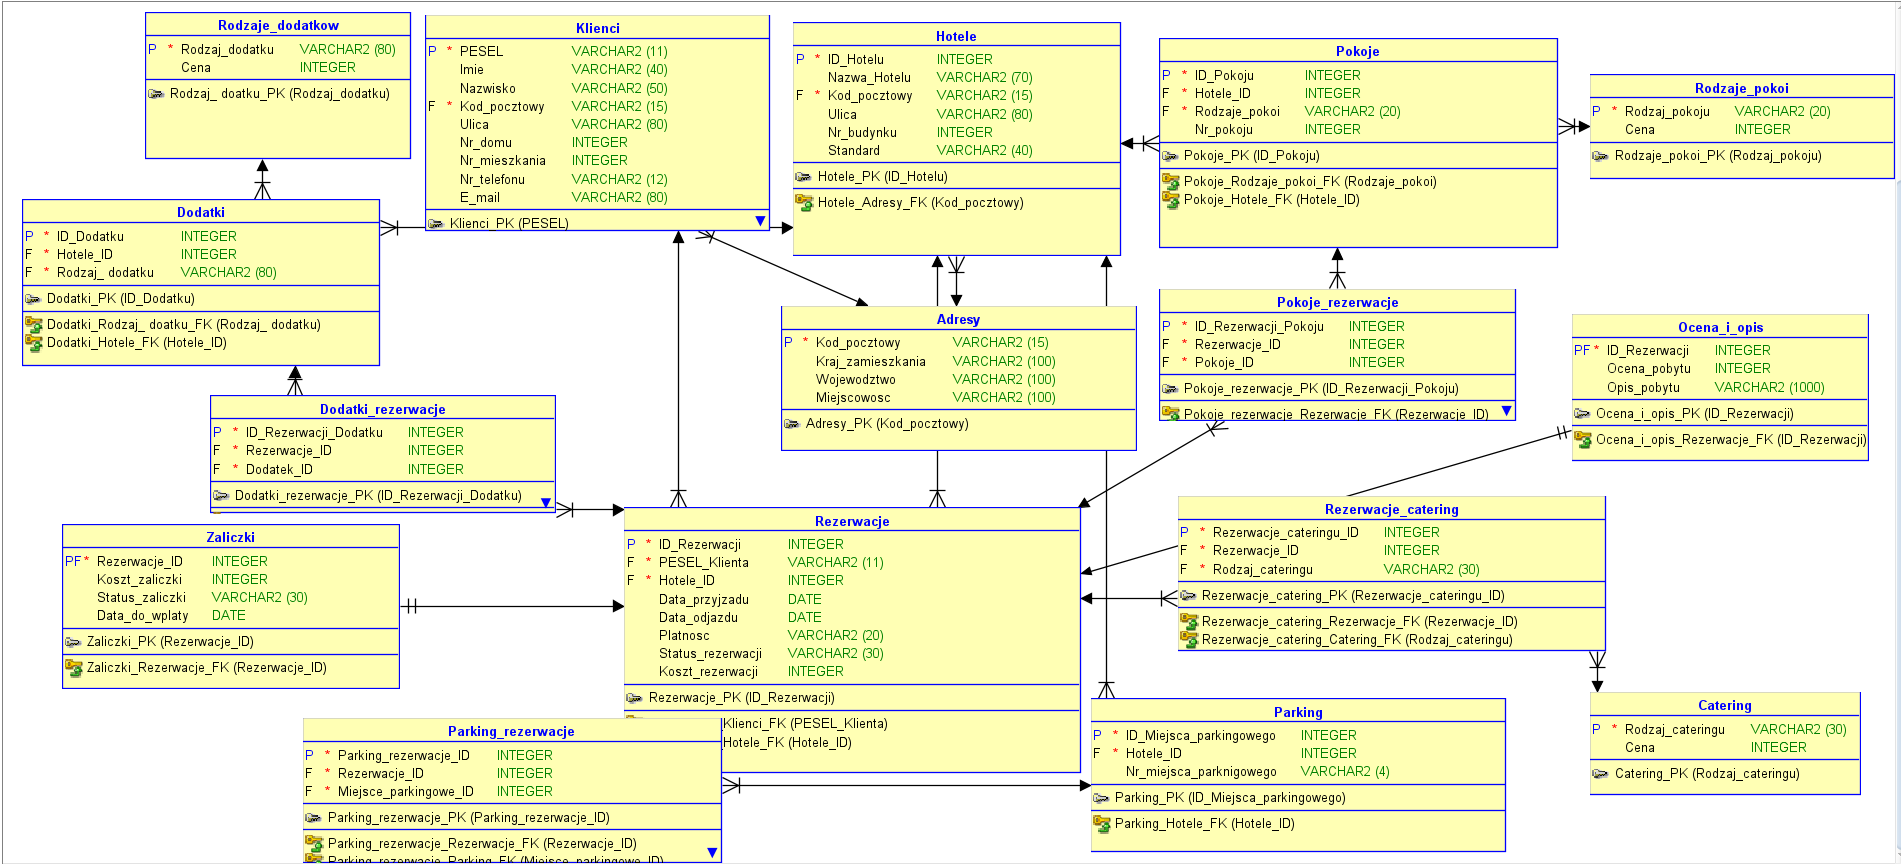 Rodzaje_dodatkow
P * Rodzaj_dodatku VARCHAR2 (80)
Cena INTEGER
Rodzaj_ doatku_PK (Rodzaj_dodatku)
Klienci
P * PESEL VARCHAR2 (11)
Imie VARCHAR2 (40)
Nazwisko VARCHAR2 (50)
F * Kod_pocztowy VARCHAR2 (15)
Ulica VARCHAR2 (80)
Nr_domu INTEGER
Nr_mieszkania INTEGER
Nr_telefonu VARCHAR2 (12)
E_mail VARCHAR2 (80)
Klienci_PK (PESEL)
Hotele
P * ID_Hotelu INTEGER
Nazwa_Hotelu VARCHAR2 (70)
F * Kod_pocztowy VARCHAR2 (15)
Ulica VARCHAR2 (80)
Nr_budynku INTEGER
Standard VARCHAR2 (40)
Hotele_PK (ID_Hotelu)
Hotele_Adresy_FK (Kod_pocztowy)
Pokoje
P * ID_Pokoju INTEGER
F * Hotele_ID INTEGER
F * Rodzaje_pokoi VARCHAR2 (20)
Nr_pokoju INTEGER
Pokoje_PK (ID_Pokoju)
Pokoje_Rodzaje_pokoi_FK (Rodzaje_pokoi)
Pokoje_Hotele_FK (Hotele_ID)
Rodzaje_pokoi
P * Rodzaj_pokoju VARCHAR2 (20)
Cena INTEGER
Rodzaje_pokoi_PK (Rodzaj_pokoju)
Dodatki
P * ID_Dodatku INTEGER
F * Hotele_ID INTEGER
F * Rodzaj_ dodatku VARCHAR2 (80)
Dodatki_PK (ID_Dodatku)
Dodatki_Rodzaj_ doatku_FK (Rodzaj_ dodatku)
Dodatki_Hotele_FK (Hotele_ID)
Adresy
P * Kod_pocztowy VARCHAR2 (15)
Kraj_zamieszkania VARCHAR2 (100)
Wojewodztwo VARCHAR2 (100)
Miejscowosc VARCHAR2 (100)
Adresy_PK (Kod_pocztowy)
Pokoje_rezerwacje
P * ID_Rezerwacji_Pokoju INTEGER
F * Rezerwacje_ID INTEGER
F * Pokoje_ID INTEGER
Pokoje_rezerwacje_PK (ID_Rezerwacji_Pokoju)
Pokoje_rezerwacje_Rezerwacje_FK (Rezerwacje_ID)
Ocena_i_opis
PF * ID_Rezerwacji INTEGER
Ocena_pobytu INTEGER
Opis_pobytu VARCHAR2 (1000)
Ocena_i_opis_PK (ID_Rezerwacji)
Ocena_i_opis_Rezerwacje_FK (ID_Rezerwacji)
Dodatki_rezerwacje
P * ID_Rezerwacji_Dodatku INTEGER
F * Rezerwacje_ID INTEGER
F * Dodatek_ID INTEGER
Dodatki_rezerwacje_PK (ID_Rezerwacji_Dodatku)
Zaliczki
PF * Rezerwacje_ID INTEGER
Koszt_zaliczki INTEGER
Status_zaliczki VARCHAR2 (30)
Data_do_wplaty DATE
Zaliczki_PK (Rezerwacje_ID)
Zaliczki_Rezerwacje_FK (Rezerwacje_ID)
Rezerwacje
P * ID_Rezerwacji INTEGER
F * PESEL_Klienta VARCHAR2 (11)
F * Hotele_ID INTEGER
Data_przyjzadu DATE
Data_odjazdu DATE
Platnosc VARCHAR2 (20)
Status_rezerwacji VARCHAR2 (30)
Koszt_rezerwacji INTEGER
Rezerwacje_PK (ID_Rezerwacji)
Klienci_FK (PESEL_Klienta)
Hotele_FK (Hotele_ID)
Rezerwacje_catering
P * Rezerwacje_cateringu_ID INTEGER
F * Rezerwacje_ID INTEGER
F * Rodzaj_cateringu VARCHAR2 (30)
Rezerwacje_catering_PK (Rezerwacje_cateringu_ID)
Rezerwacje_catering_Rezerwacje_FK (Rezerwacje_ID)
Rezerwacje_catering_Catering_FK (Rodzaj_cateringu)
Catering
P * Rodzaj_cateringu VARCHAR2 (30)
Cena INTEGER
Catering_PK (Rodzaj_cateringu)
Parking
P * ID_Miejsca_parkingowego INTEGER
F * Hotele_ID INTEGER
Nr_miejsca_parknigowego VARCHAR2 (4)
Parking_PK (ID_Miejsca_parkingowego)
Parking_Hotele_FK (Hotele_ID)
Parking_rezerwacje
P * Parking_rezerwacje_ID INTEGER
F * Rezerwacje_ID INTEGER
F * Miejsce_parkingowe_ID INTEGER
Parking_rezerwacje_PK (Parking_rezerwacje_ID)
Parking_rezerwacje_Rezerwacje_FK (Rezerwacje_ID)
Parking_rezerwacje_Parking_FK (Miejsce_parkingowe_ID)